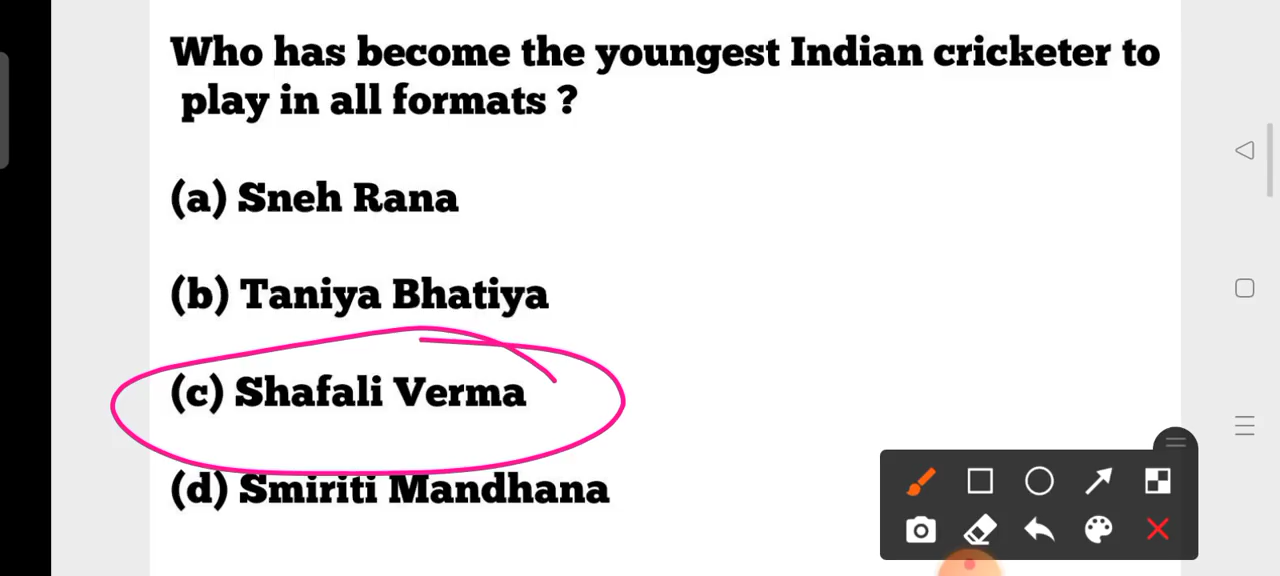 Who has become the youngest Indian cricketer to
play in all formats ?
(a) Sneh Rana
(b) Taniya Bhatiya
(c) Shafali Verma
(d) Smiriti Mandhana